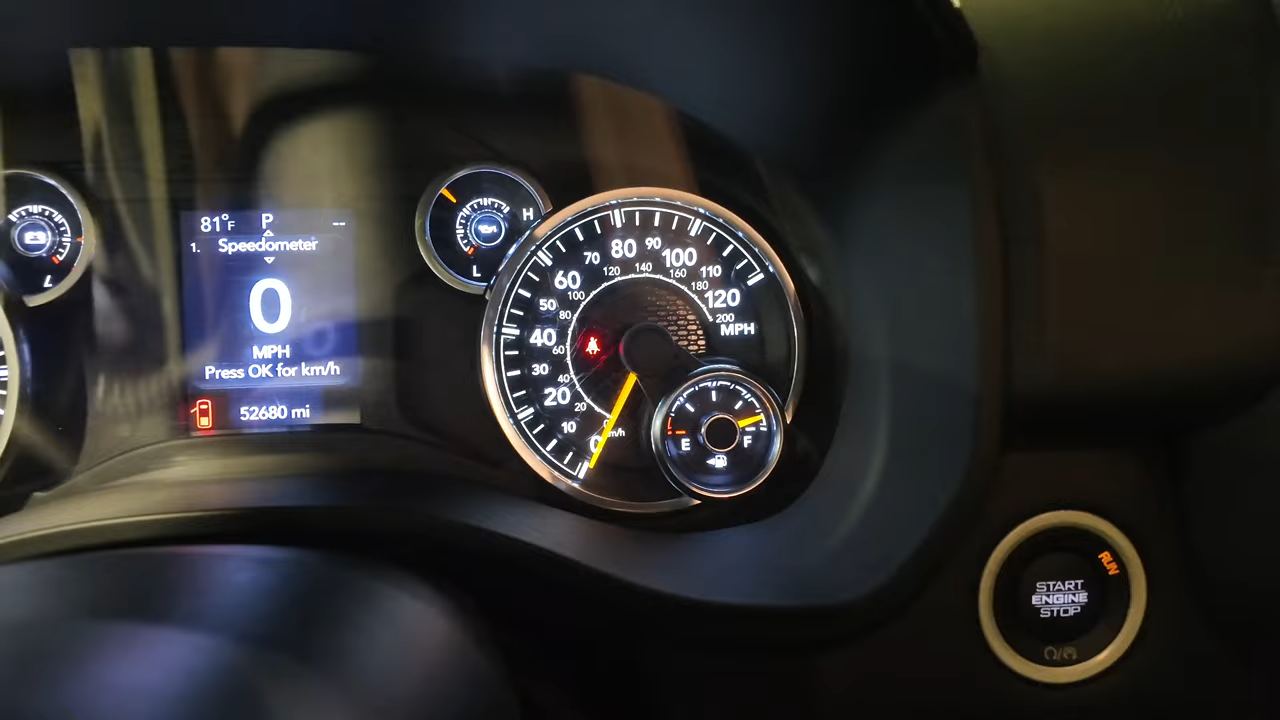 81°F P --
1. Speedometer
0
MPH
Press OK for km/h
52680 mi
L
H
L
0
10
20
30
40
50
60
70
80
90
100
110
120
MPH
20
40
60
80
100
120
140
160
180
200
0
km/h
E
F
RUN
START
ENGINE
STOP